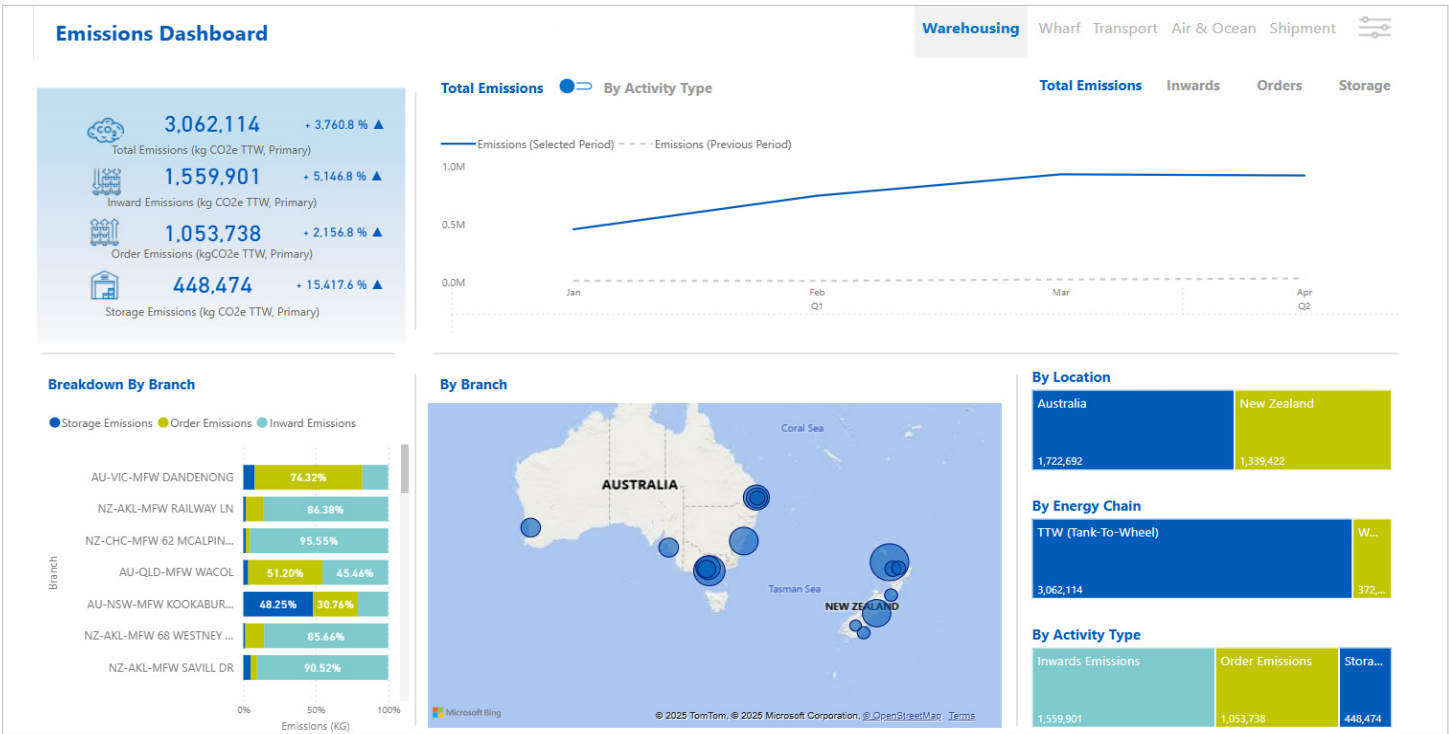 Emissions Dashboard
Warehousing Wharf Transport Air & Ocean Shipment
CO2
3,062,114 + 3,760.8 % ▲
Total Emissions (kg CO2e TTW, Primary)
1,559,901 + 5,146.8 % ▲
Inward Emissions (kg CO2e TTW, Primary)
1,053,738 + 2,156.8 % ▲
Order Emissions (kgCO2e TTW, Primary)
448,474 + 15,417.6 % ▲
Storage Emissions (kg CO2e TTW, Primary)
Total Emissions By Activity Type
Total Emissions Inwards Orders Storage
Emissions (Selected Period) Emissions (Previous Period)
1.0M
0.5M
0.0M
Jan Feb Mar Apr
Q1 Q2
Breakdown By Branch
Storage Emissions Order Emissions Inward Emissions
Branch
AU-VIC-MFW DANDENONG 74.32%
NZ-AKL-MFW RAILWAY LN 86.38%
NZ-CHC-MFW 62 MCALPIN... 95.55%
AU-QLD-MFW WACOL 51.20% 45.46%
AU-NSW-MFW KOOKABUR... 48.25% 30.76%
NZ-AKL-MFW 68 WESTNEY ... 85.66%
NZ-AKL-MFW SAVILL DR 90.52%
0% 50% 100%
Emissions (KG)
By Branch
Coral Sea
AUSTRALIA
Tasman Sea
NEW ZEALAND
Microsoft Bing
© 2025 TomTom, © 2025 Microsoft Corporation, © OpenStreetMap Terms
By Location
Australia New Zealand
1,722,692 1,339,422
By Energy Chain
TTW (Tank-To-Wheel) W...
3,062,114 372,...
By Activity Type
Inwards Emissions Order Emissions Stora...
1,559,901 1,053,738 448,474